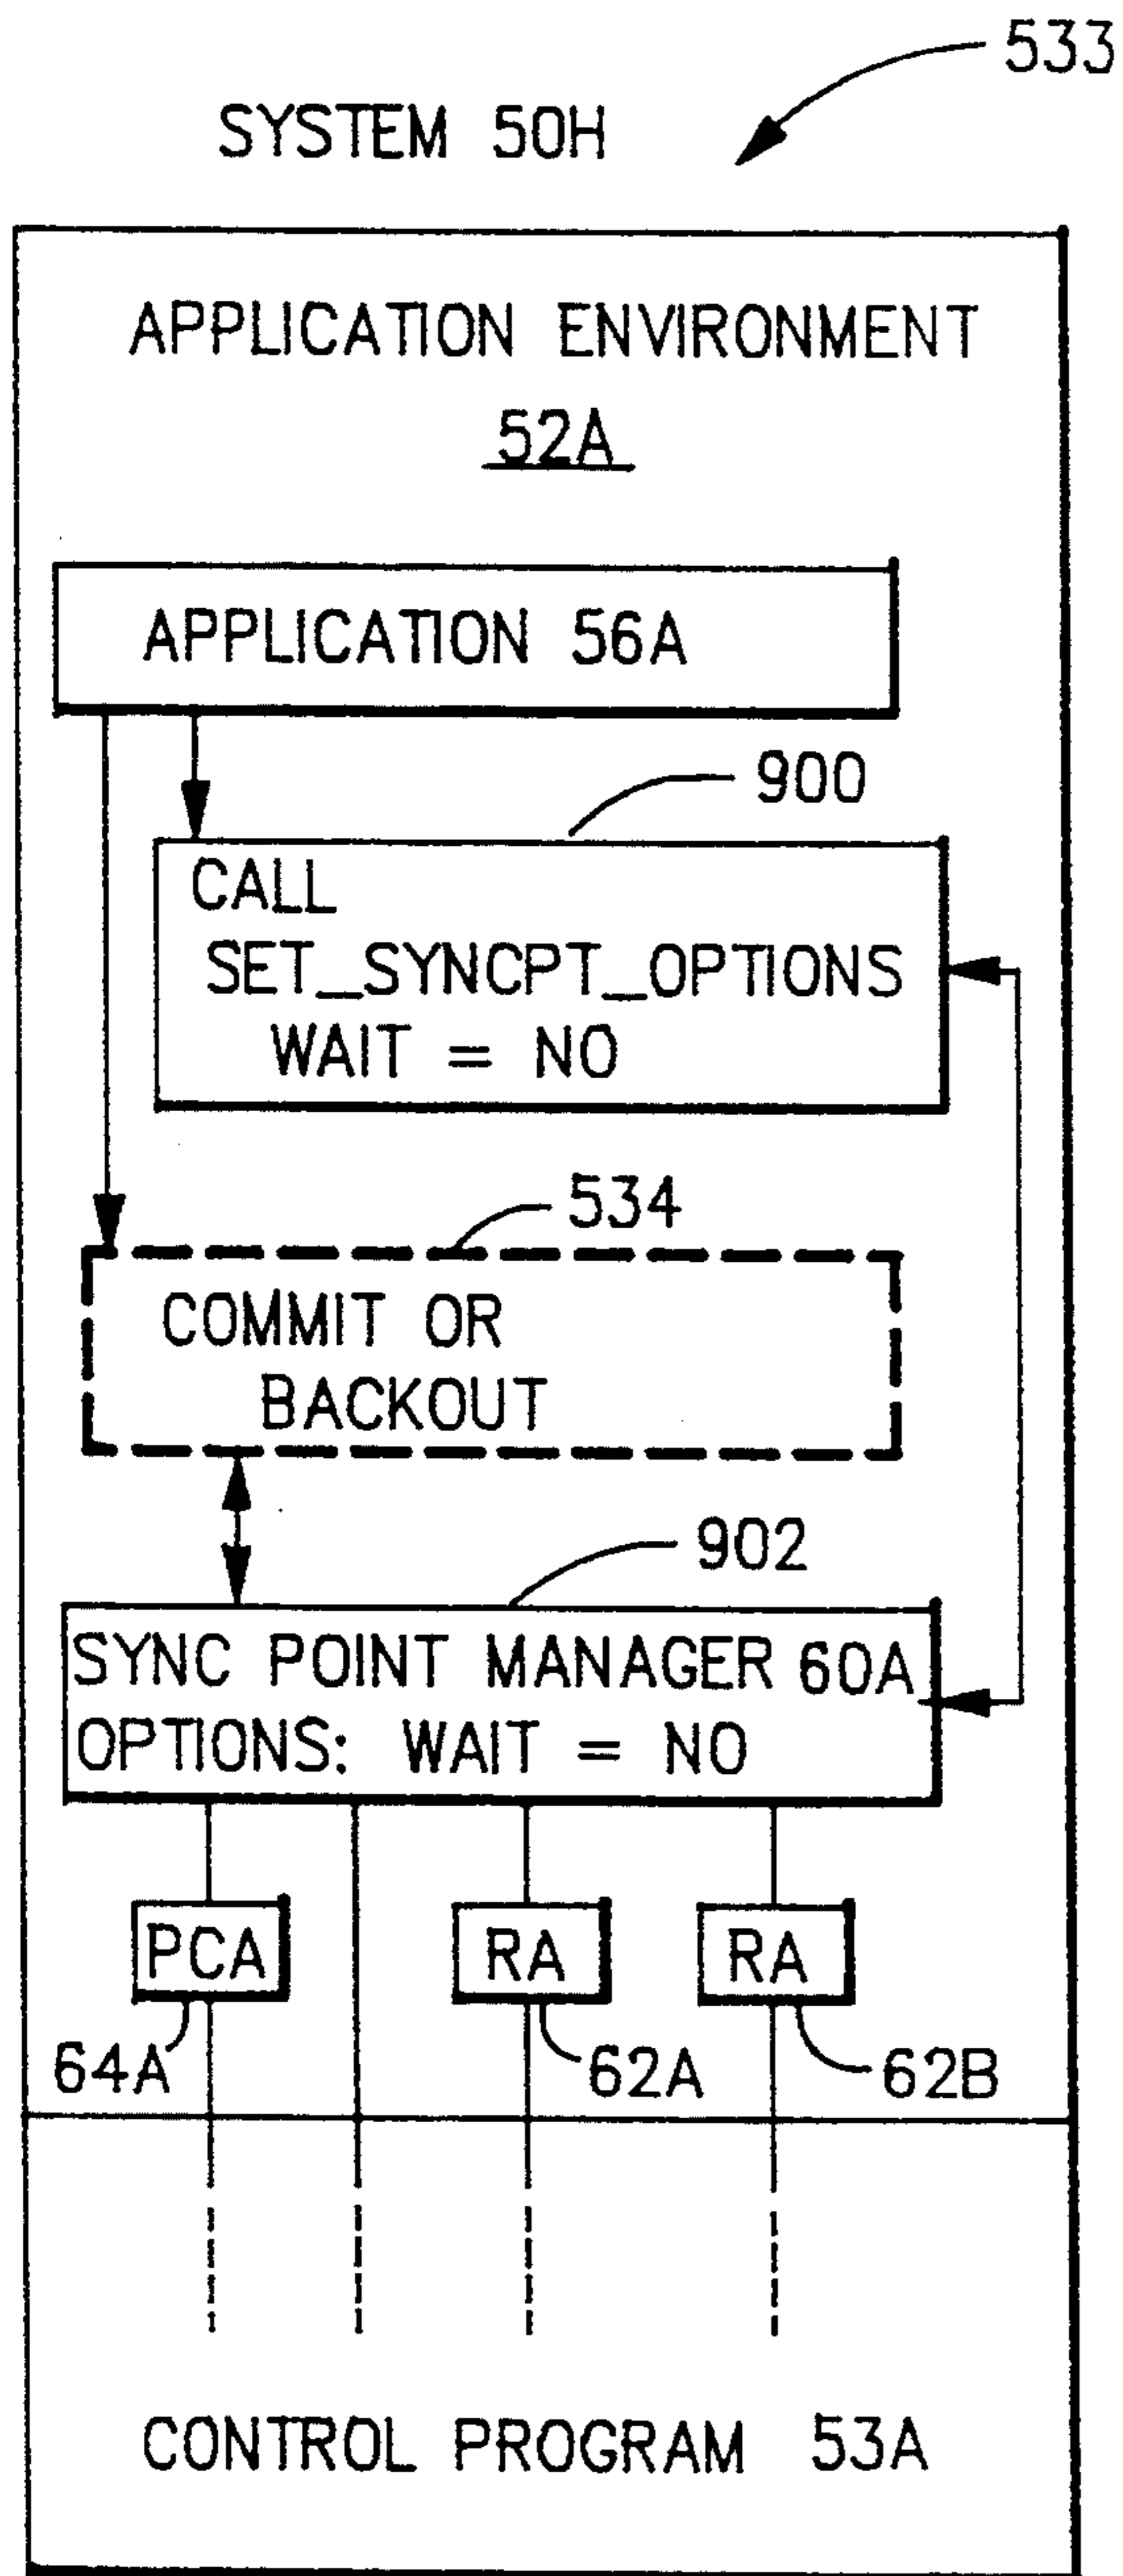 533
SYSTEM 50H
APPLICATION ENVIRONMENT
52A
APPLICATION 56A
900
CALL
SET_SYNCPT_OPTIONS
WAIT = NO
534
COMMIT OR
BACKOUT
902
SYNC POINT MANAGER 60A
OPTIONS: WAIT = NO
PCA RA RA
64A 62A 62B
CONTROL PROGRAM 53A